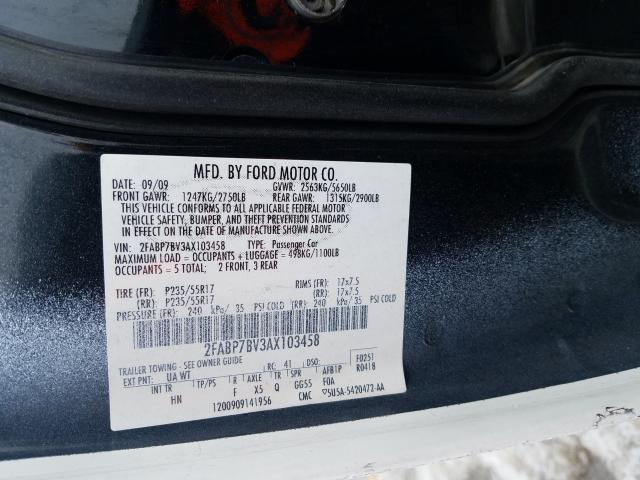 MFD. BY FORD MOTOR CO.
DATE: 09/09 GVWR: 2563KG/5650LB
FRONT GAWR: 1247KG/2750LB REAR GAWR: 1315KG/2900LB
THIS VEHICLE CONFORMS TO ALL APPLICABLE FEDERAL MOTOR
VEHICLE SAFETY, BUMPER, AND THEFT PREVENTION STANDARDS
IN EFFECT ON THE DATE OF MANUFACTURE SHOWN ABOVE.
VIN: 2FABP7BV3AX103458 TYPE: Passenger Car
MAXIMUM LOAD = OCCUPANTS + LUGGAGE = 498KG/1100LB
OCCUPANTS = 5 TOTAL; 2 FRONT, 3 REAR
TIRE (FR): P235/55R17 RIMS (FR): 17x7.5
(RR): P235/55R17 (RR): 17x7.5
PRESSURE (FR): 240 kPa/ 35 PSI COLD (RR): 240 kPa/ 35 PSI COLD
2FABP7BV3AX103458
TRAILER TOWING - SEE OWNER GUIDE
EXT PNT: UA WT RC: 41 DSO: F0251
INT TR TP/PS R AXLE TR SPR AFB1P R0418
HN F X5 Q GG55 F0A
1200909141956 CMC ▽5U5A-5420472-AA